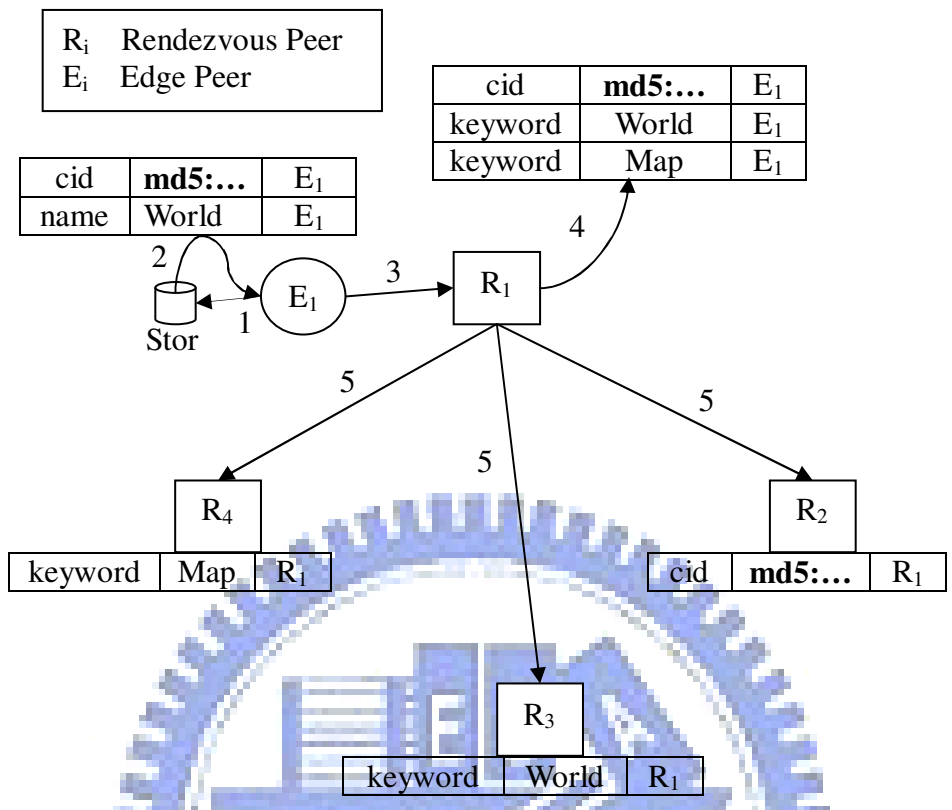 Rᵢ Rendezvous Peer
Eᵢ Edge Peer
cid md5:… E₁
keyword World E₁
keyword Map E₁
cid md5:… E₁
name World E₁
4
2
3
R₁
E₁
1
Stor
5
5
5
R₄
R₂
keyword Map R₁
cid md5:… R₁
R₃
keyword World R₁